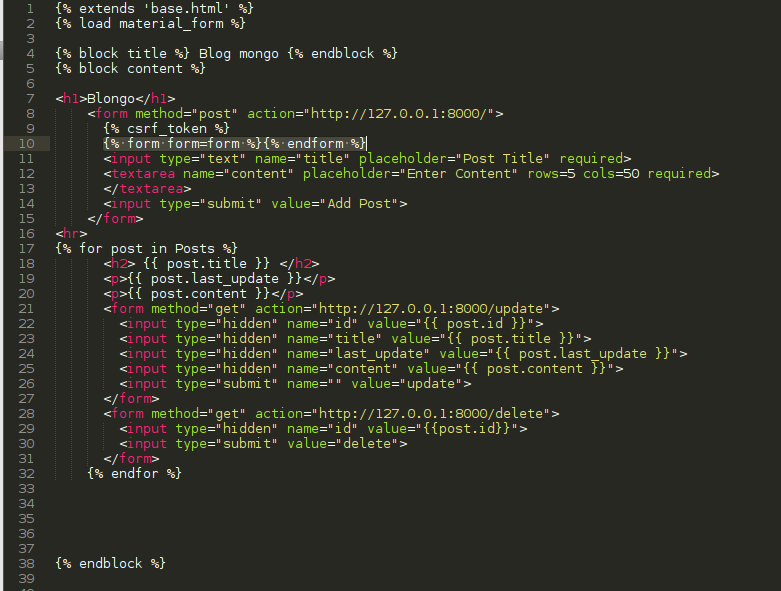 1 {% extends 'base.html' %}
2 {% load material_form %}
3
4 {% block title %} Blog mongo {% endblock %}
5 {% block content %}
6
7 <h1>Blongo</h1>
8     <form method="post" action="http://127.0.0.1:8000/">
9       {% csrf_token %}
10       {% form form=form %}{% endform %}
11       <input type="text" name="title" placeholder="Post Title" required>
12       <textarea name="content" placeholder="Enter Content" rows=5 cols=50 required>
13       </textarea>
14       <input type="submit" value="Add Post">
15     </form>
16 <hr>
17 {% for post in Posts %}
18       <h2> {{ post.title }} </h2>
19       <p>{{ post.last_update }}</p>
20       <p>{{ post.content }}</p>
21       <form method="get" action="http://127.0.0.1:8000/update">
22         <input type="hidden" name="id" value="{{ post.id }}">
23         <input type="hidden" name="title" value="{{ post.title }}">
24         <input type="hidden" name="last_update" value="{{ post.last_update }}">
25         <input type="hidden" name="content" value="{{ post.content }}">
26         <input type="submit" name="" value="update">
27       </form>
28       <form method="get" action="http://127.0.0.1:8000/delete">
29         <input type="hidden" name="id" value="{{post.id}}">
30         <input type="submit" value="delete">
31       </form>
32     {% endfor %}
33
34
35
36
37
38 {% endblock %}
39